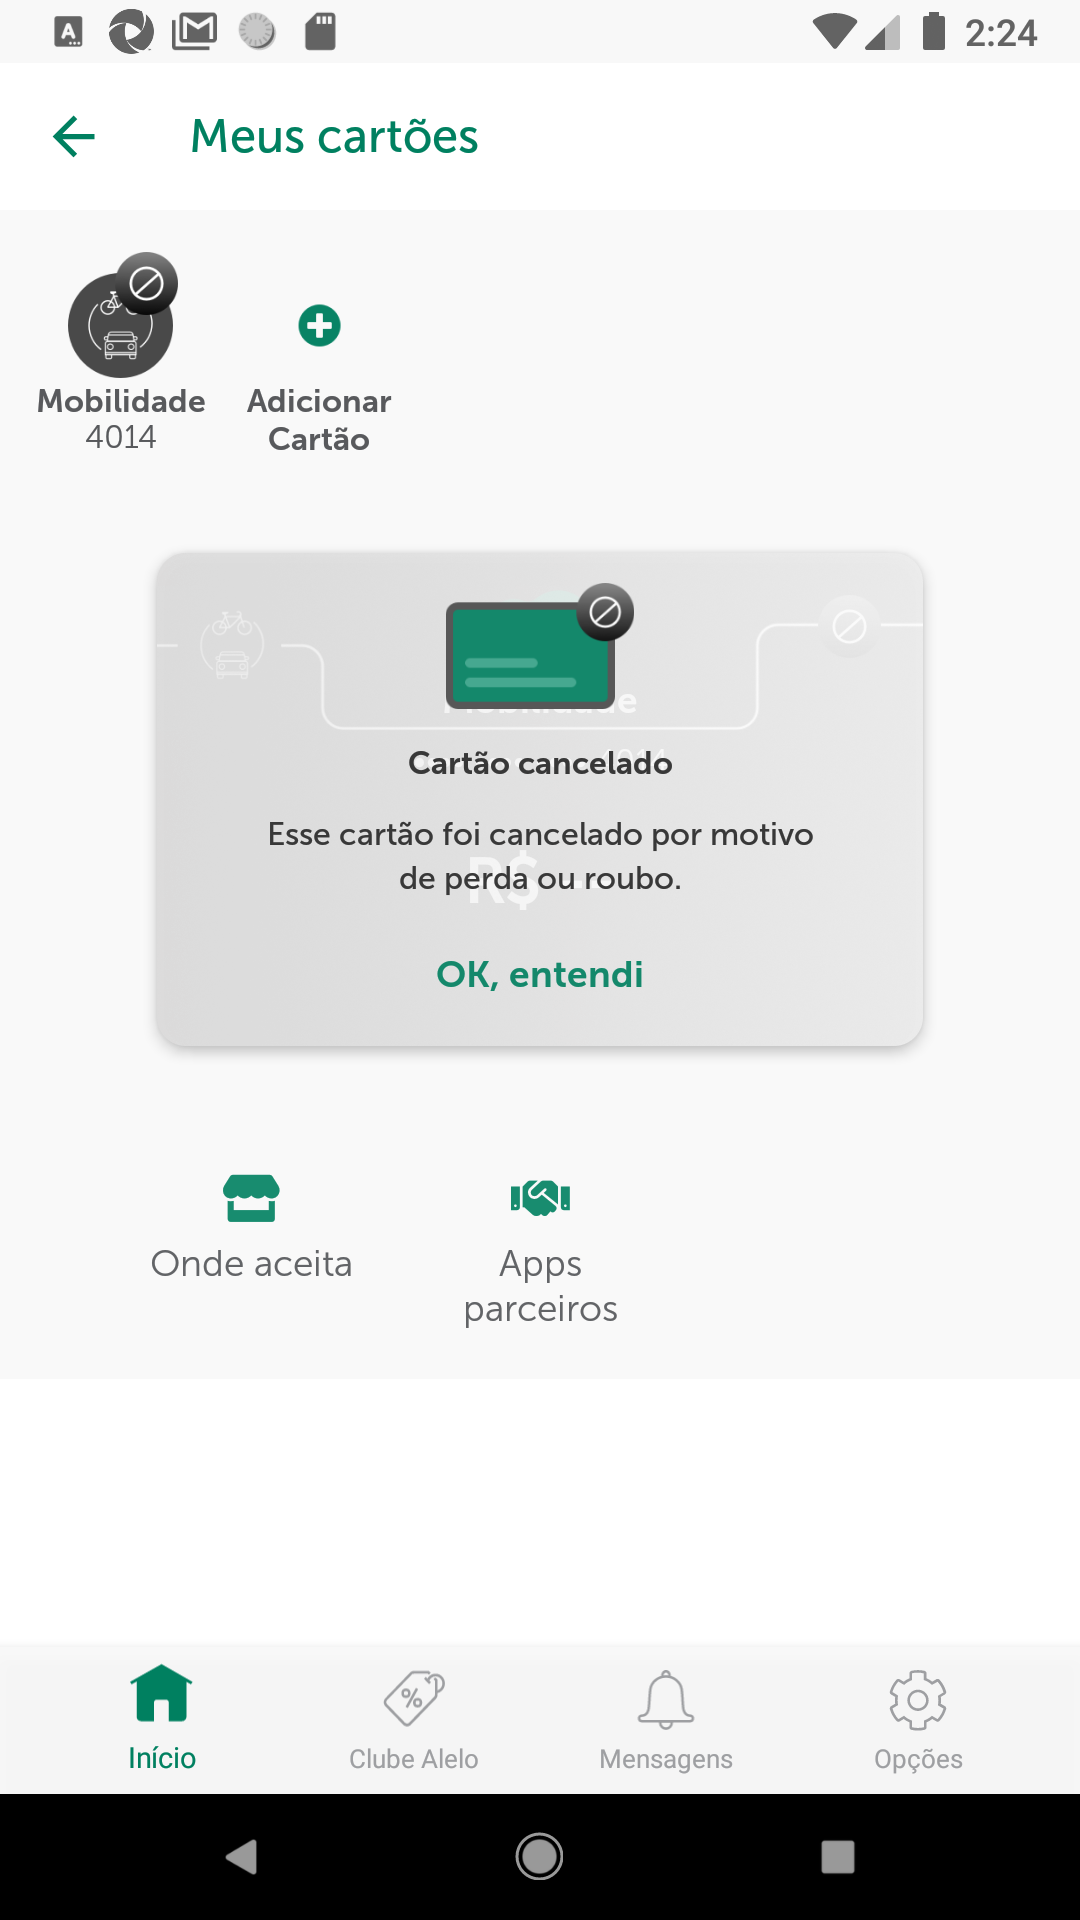 2:24
Meus cartões
Mobilidade
4014
Adicionar
Cartão
Cartão cancelado
Esse cartão foi cancelado por motivo
de perda ou roubo.
R$ --
OK, entendi
Onde aceita
Apps
parceiros
Início
Clube Alelo
Mensagens
Opções